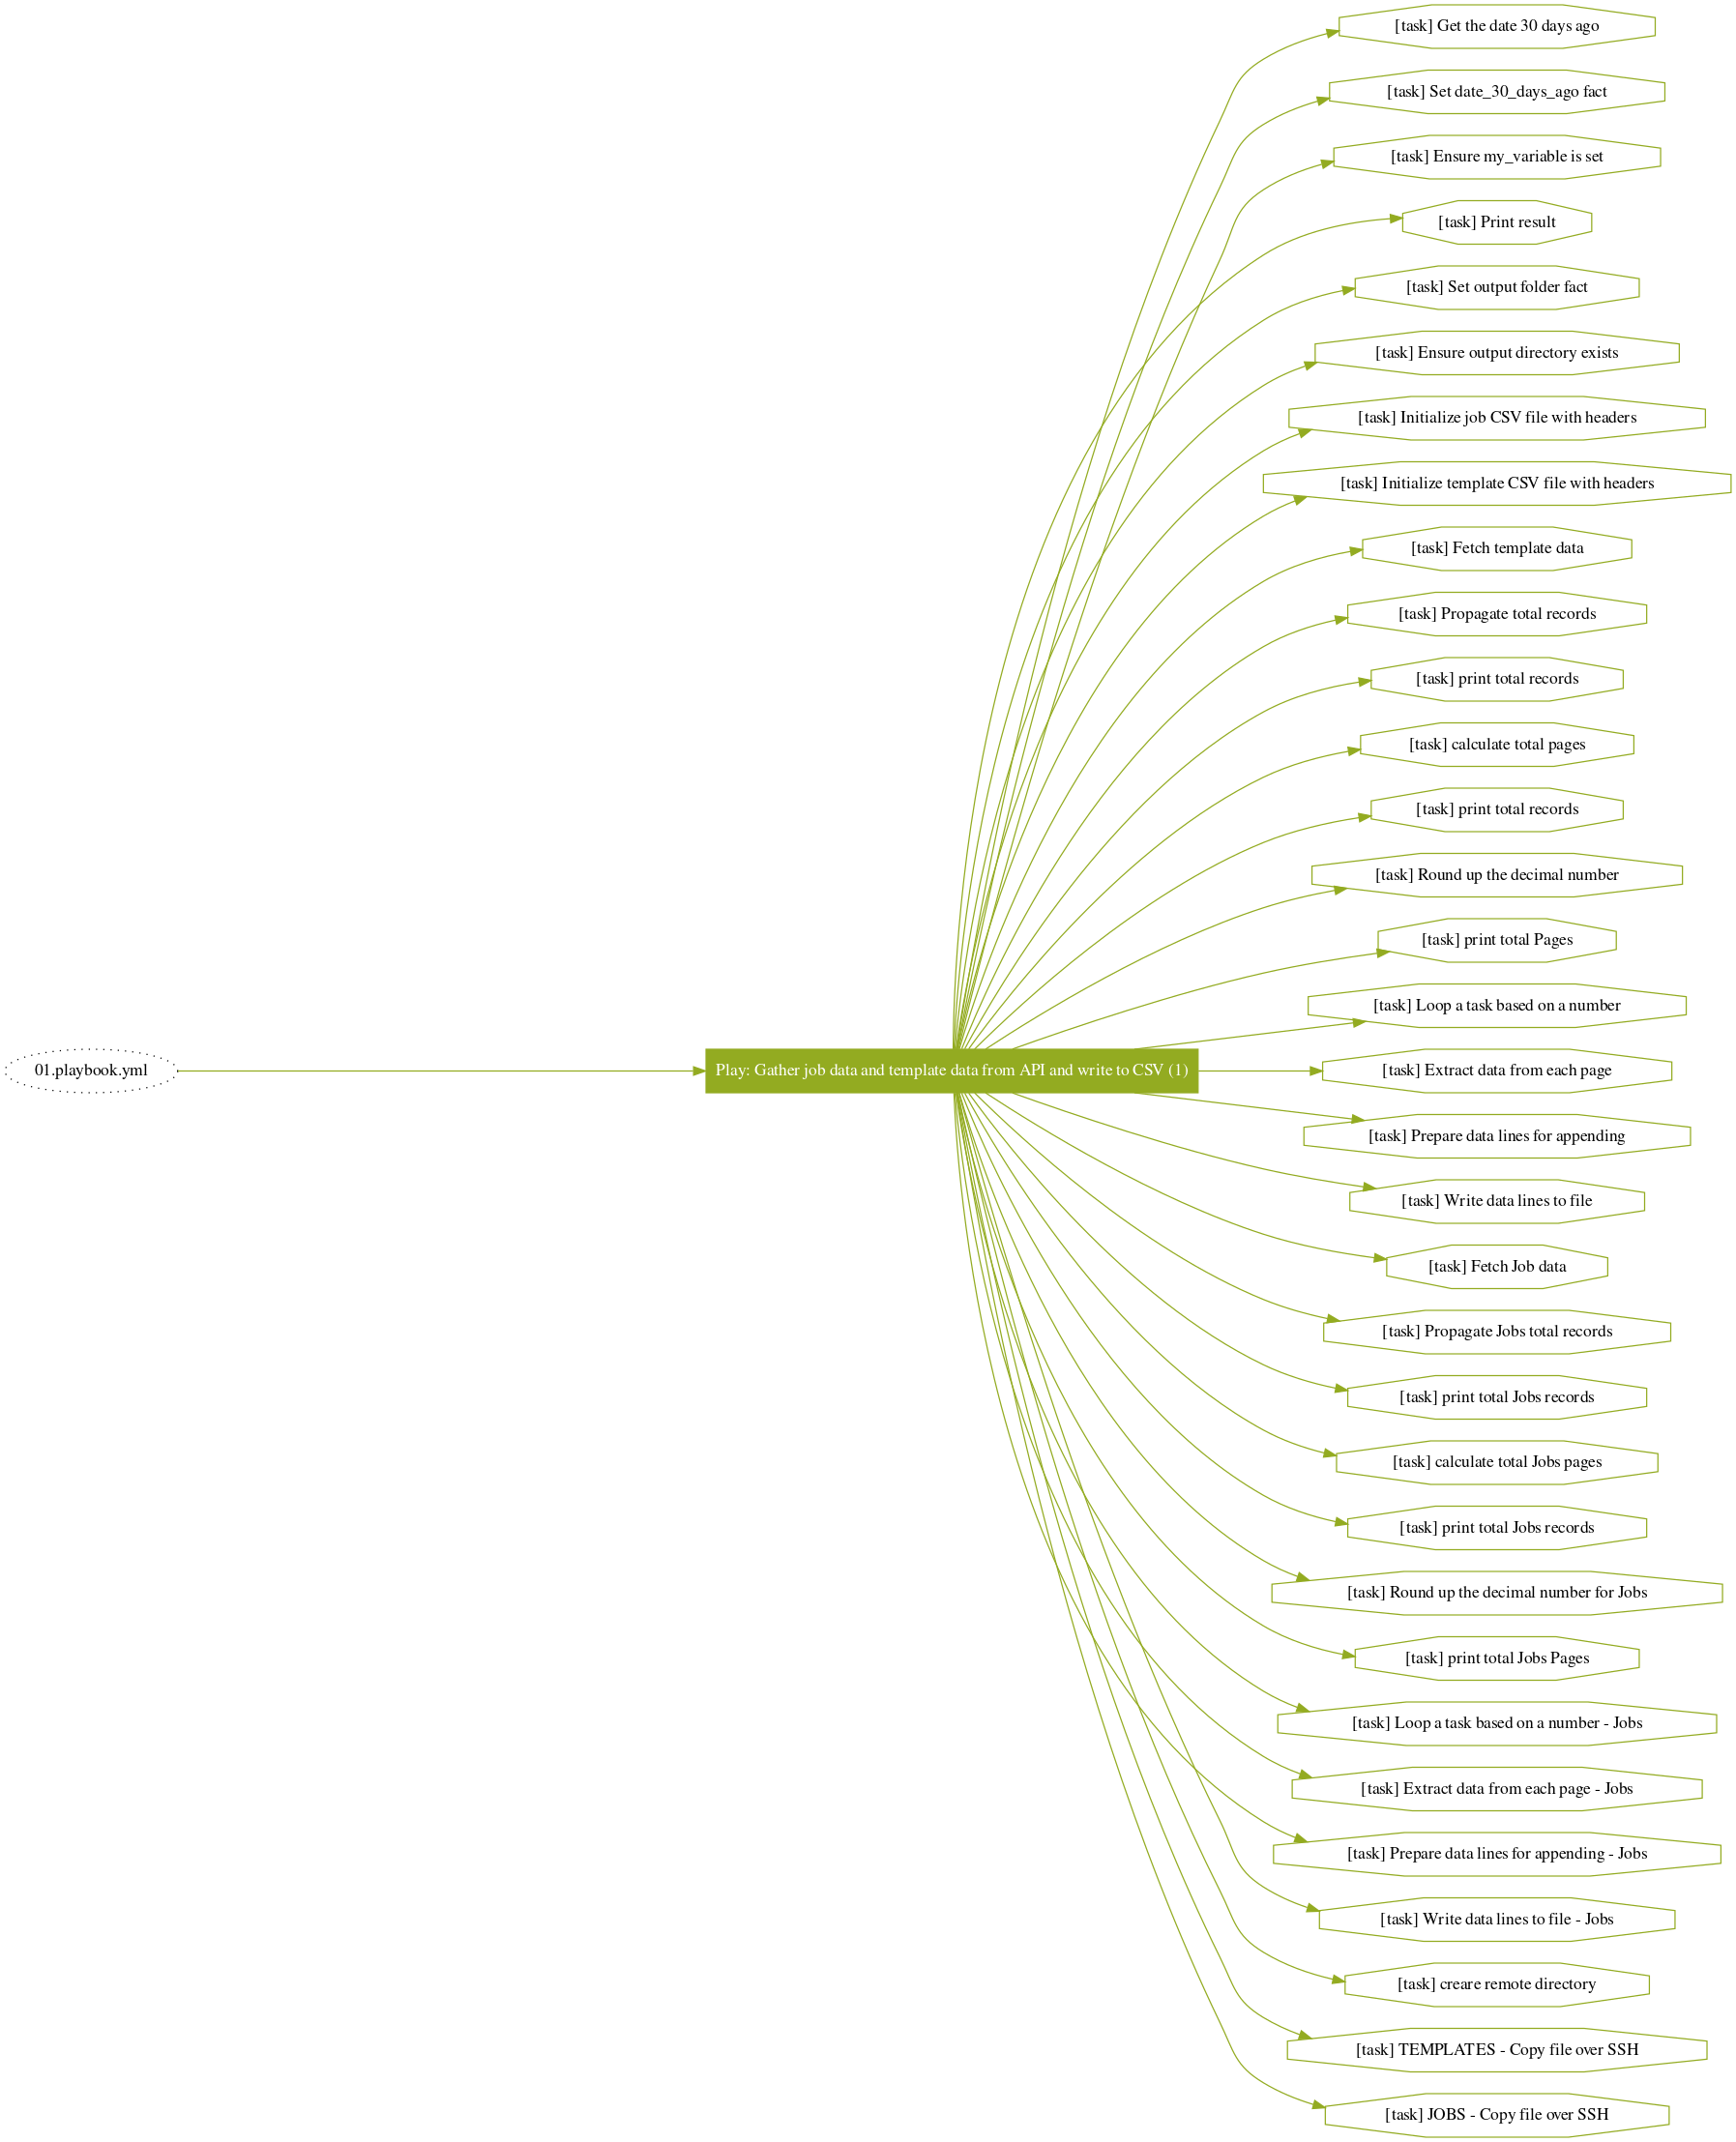 [task] Get the date 30 days ago
[task] Set date_30_days_ago fact
[task] Ensure my_variable is set
[task] Print result
[task] Set output folder fact
[task] Ensure output directory exists
[task] Initialize job CSV file with headers
[task] Initialize template CSV file with headers
[task] Fetch template data
[task] Propagate total records
[task] print total records
[task] calculate total pages
[task] print total records
[task] Round up the decimal number
[task] print total Pages
[task] Loop a task based on a number
01.playbook.yml
Play: Gather job data and template data from API and write to CSV (1)
[task] Extract data from each page
[task] Prepare data lines for appending
[task] Write data lines to file
[task] Fetch Job data
[task] Propagate Jobs total records
[task] print total Jobs records
[task] calculate total Jobs pages
[task] print total Jobs records
[task] Round up the decimal number for Jobs
[task] print total Jobs Pages
[task] Loop a task based on a number - Jobs
[task] Extract data from each page - Jobs
[task] Prepare data lines for appending - Jobs
[task] Write data lines to file - Jobs
[task] creare remote directory
[task] TEMPLATES - Copy file over SSH
[task] JOBS - Copy file over SSH